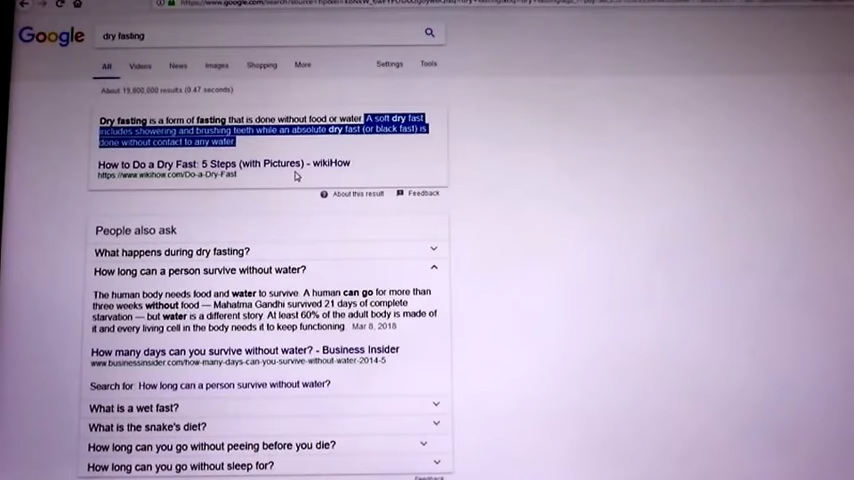 Google
dry fasting
All Videos News Images Shopping More Settings Tools
About 19,800,000 results (0.47 seconds)
Dry fasting is a form of fasting that is done without food or water. A soft dry fast
includes showering and brushing teeth while an absolute dry fast (or black fast) is
done without contact to any water.
How to Do a Dry Fast: 5 Steps (with Pictures) - wikiHow
https://www.wikihow.com/Do-a-Dry-Fast
About this result Feedback
People also ask
What happens during dry fasting?
How long can a person survive without water?
The human body needs food and water to survive. A human can go for more than
three weeks without food — Mahatma Gandhi survived 21 days of complete
starvation — but water is a different story. At least 60% of the adult body is made of
it and every living cell in the body needs it to keep functioning. Mar 8, 2018
How many days can you survive without water? - Business Insider
www.businessinsider.com/how-many-days-can-you-survive-without-water-2014-5
Search for: How long can a person survive without water?
What is a wet fast?
What is the snake's diet?
How long can you go without peeing before you die?
How long can you go without sleep for?
Feedback